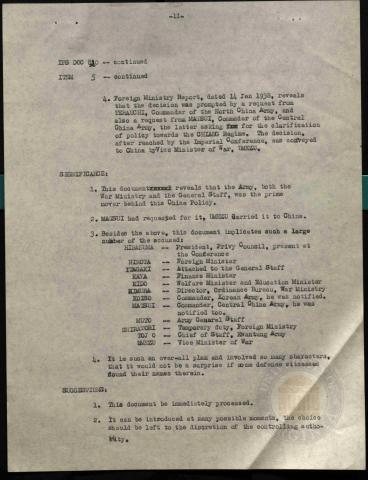 -12-
IPS DOC 810 -- continued
ITEM 5 -- continued
4. Foreign Ministry Report, dated 14 Jan 1938, reveals
that the decision was prompted by a request from
TERAUCHI, Commander of the North China Army, and
also a request from MATSUI, Commander of the Central
China Army, the latter asking for the clarification
of policy towards the CHIANG Regime. The decision,
after reached by the Imperial Conference, was conveyed
to China by Vice Minister of War, UMEZU.
SIGNIFICANCE:
1. This document reveals that the Army, both the
War Ministry and the General Staff, was the prime
mover behind this China Policy.
2. MATSUI had requested for it, UMEZU carried it to China.
3. Besides the above, this document implicates such a large
number of the accused:
HIRANUMA -- President, Privy Council, present at
the Conference
HIROTA -- Foreign Minister
ITAGAKI -- Attached to the General Staff
KAYA -- Finance Minister
KIDO -- Welfare Minister and Education Minister
KIMURA -- Director, Ordinance Bureau, War Ministry
KOISO -- Commander, Korean Army, he was notified.
MATSUI -- Commander, Central China Army, he was
notified too.
MUTO -- Army General Staff
SHIRATORI -- Temporary duty, Foreign Ministry
TOJO -- Chief of Staff, Kwantung Army
UMEZU -- Vice Minister of War
4. It is such an over-all plan and involved so many characters,
that it would not be a surprise if some defense witnesses
found their names therein.
SUGGESTIONS:
1. This document be immediately processed.
2. It can be introduced at many possible moments, the choice
should be left to the discretion of the controlling autho-
rity.